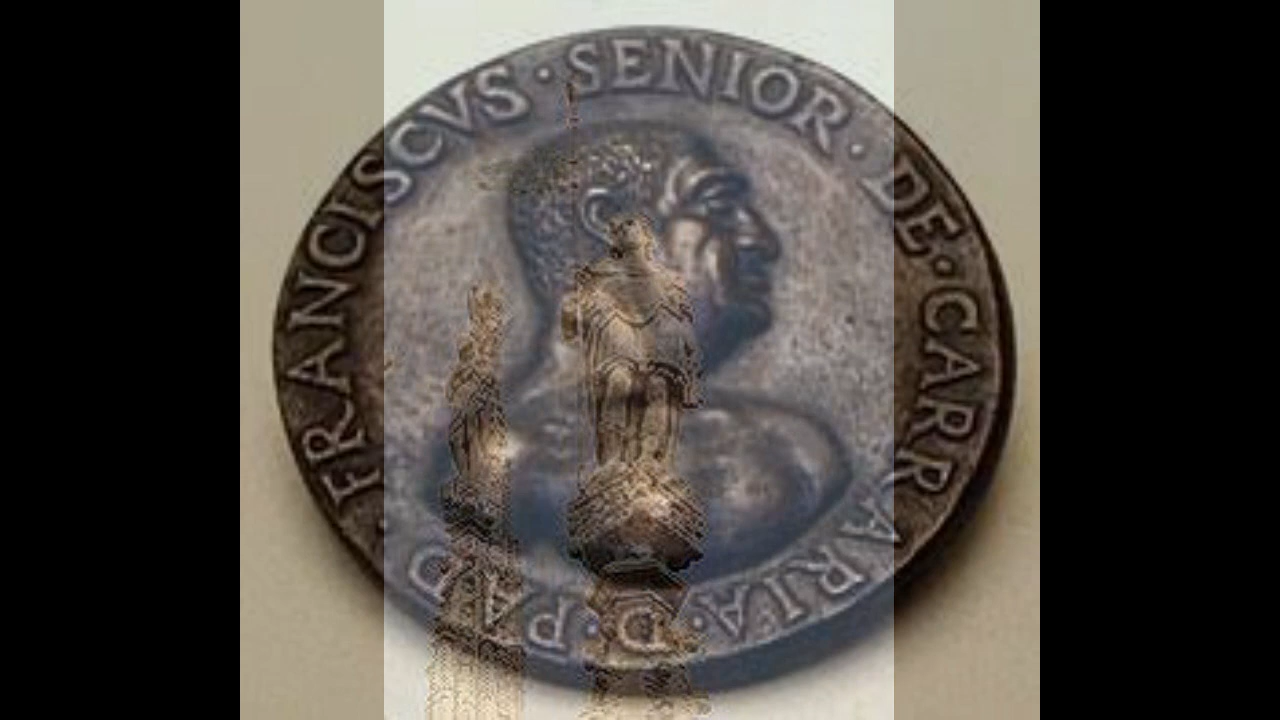 FRANCISCVS · SENIOR · DE · CARRARIA · D · PAD ·